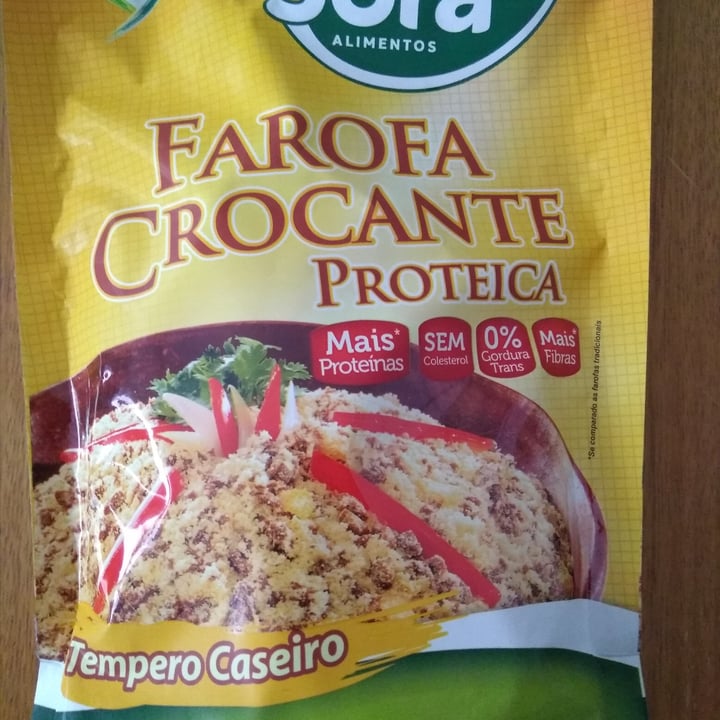 Sora
ALIMENTOS
FAROFA
CROCANTE
PROTEICA
Mais*
Proteínas
SEM
Colesterol
0%
Gordura
Trans
Mais*
Fibras
*Se comparado as farofas tradicionais
Tempero Caseiro